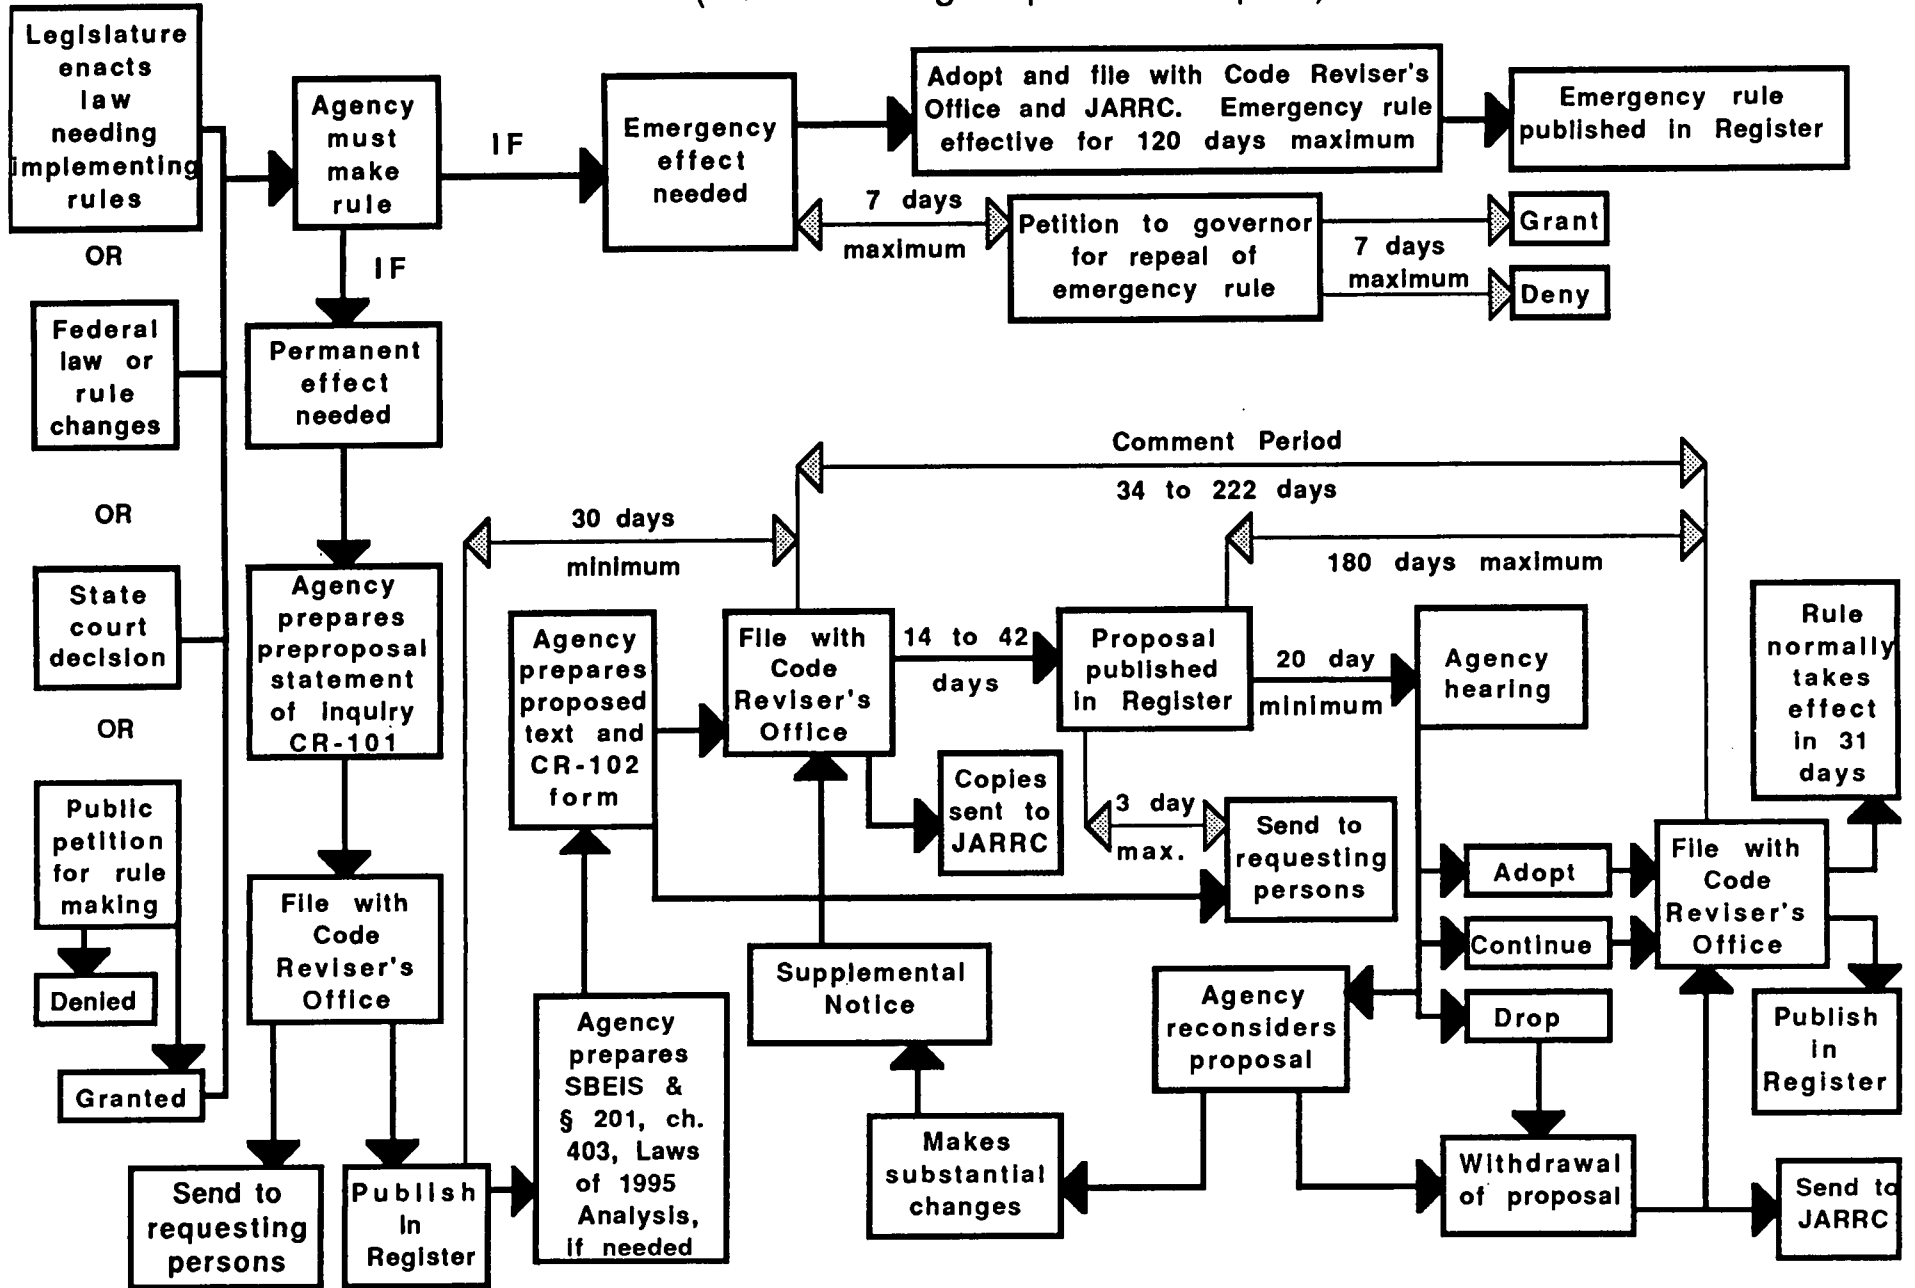 Legislature
enacts
law
needing
implementing
rules
OR
Federal
law or
rule
changes
OR
State
court
decision
OR
Public
petition
for rule
making
Denied
Granted
Agency
must
make
rule
IF
IF
Emergency
effect
needed
Adopt and file with Code Reviser's
Office and JARRC. Emergency rule
effective for 120 days maximum
Emergency rule
published in Register
7 days
maximum
Petition to governor
for repeal of
emergency rule
7 days
maximum
Grant
Deny
Permanent
effect
needed
Agency
prepares
preproposal
statement
of inquiry
CR-101
File with
Code
Reviser's
Office
Send to
requesting
persons
Publish
In
Register
30 days
minimum
Agency
prepares
SBEIS &
§ 201, ch.
403, Laws
of 1995
Analysis,
if needed
Agency
prepares
proposed
text and
CR-102
form
File with
Code
Reviser's
Office
Copies
sent to
JARRC
Supplemental
Notice
Comment Period
34 to 222 days
14 to 42
days
Proposal
published
in Register
180 days maximum
20 day
minimum
3 day
max.
Send to
requesting
persons
Agency
hearing
Adopt
Continue
Drop
Agency
reconsiders
proposal
Makes
substantial
changes
Withdrawal
of proposal
File with
Code
Reviser's
Office
Rule
normally
takes
effect
in 31
days
Publish
in
Register
Send to
JARRC